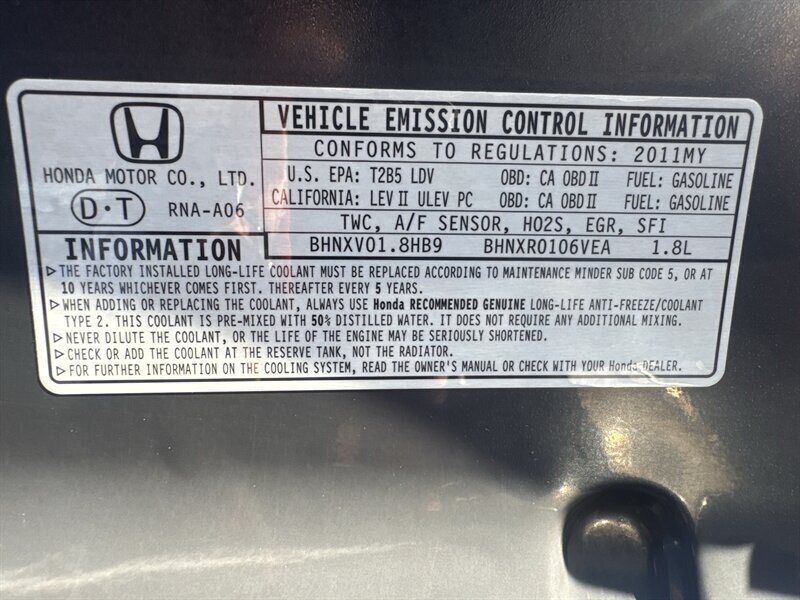 VEHICLE EMISSION CONTROL INFORMATION
CONFORMS TO REGULATIONS: 2011MY
HONDA MOTOR CO., LTD.
D·T RNA-A06
U.S. EPA: T2B5 LDV OBD: CA OBDⅡ FUEL: GASOLINE
CALIFORNIA: LEVⅡ ULEV PC OBD: CA OBDⅡ FUEL: GASOLINE
TWC, A/F SENSOR, HO2S, EGR, SFI
BHNXV01.8HB9 BHNXR0106VEA 1.8L
INFORMATION
▷THE FACTORY INSTALLED LONG-LIFE COOLANT MUST BE REPLACED ACCORDING TO MAINTENANCE MINDER SUB CODE 5, OR AT
10 YEARS WHICHEVER COMES FIRST. THEREAFTER EVERY 5 YEARS.
▷WHEN ADDING OR REPLACING THE COOLANT, ALWAYS USE Honda RECOMMENDED GENUINE LONG-LIFE ANTI-FREEZE/COOLANT
TYPE 2. THIS COOLANT IS PRE-MIXED WITH 50% DISTILLED WATER. IT DOES NOT REQUIRE ANY ADDITIONAL MIXING.
▷NEVER DILUTE THE COOLANT, OR THE LIFE OF THE ENGINE MAY BE SERIOUSLY SHORTENED.
▷CHECK OR ADD THE COOLANT AT THE RESERVE TANK, NOT THE RADIATOR.
▷FOR FURTHER INFORMATION ON THE COOLING SYSTEM, READ THE OWNER'S MANUAL OR CHECK WITH YOUR Honda DEALER.